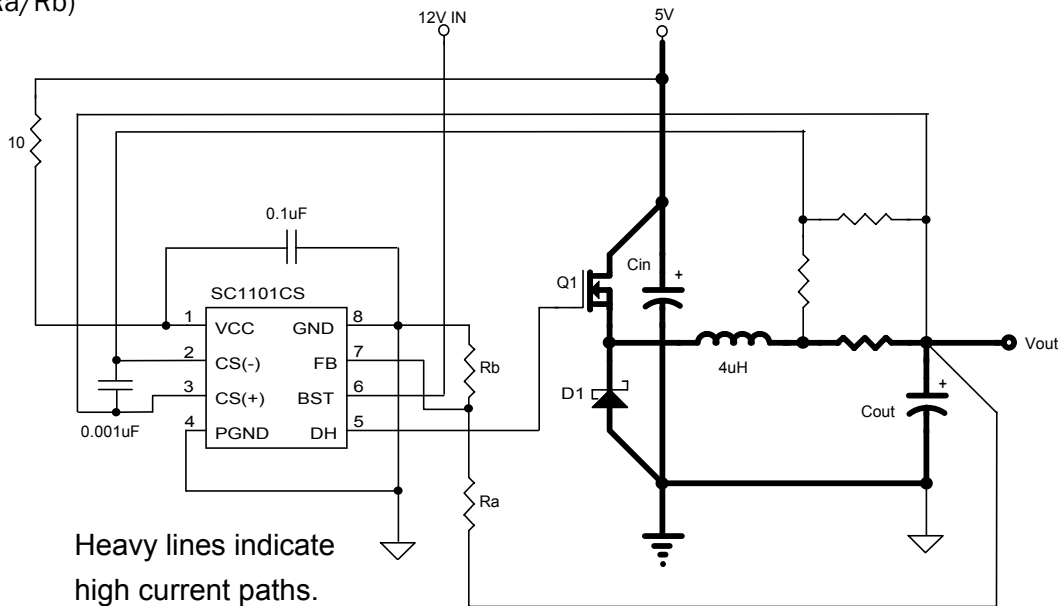 Ra/Rb)
12V IN
5V
10
0.1uF
Q1
Cin
+
SC1101CS
1 VCC GND 8
2 CS(-) FB 7
3 CS(+) BST 6
4 PGND DH 5
0.001uF
Rb
Ra
D1
4uH
Vout
+
Cout
Heavy lines indicate
high current paths.